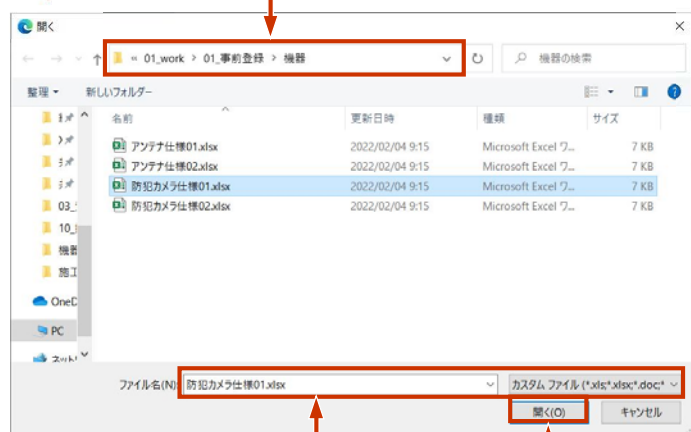 開く
« 01_work › 01_事前登録 › 機器
機器の検索
整理
新しいフォルダー
名前 更新日時 種類 サイズ
アンテナ仕様01.xlsx 2022/02/04 9:15 Microsoft Excel ワ... 7 KB
アンテナ仕様02.xlsx 2022/02/04 9:15 Microsoft Excel ワ... 7 KB
防犯カメラ仕様01.xlsx 2022/02/04 9:15 Microsoft Excel ワ... 7 KB
防犯カメラ仕様02.xlsx 2022/02/04 9:15 Microsoft Excel ワ... 7 KB
03_
10_
機器
施工
OneD
PC
ファイル名(N): 防犯カメラ仕様01.xlsx カスタム ファイル (*.xls;*.xlsx;*.doc;*
開く(O) キャンセル